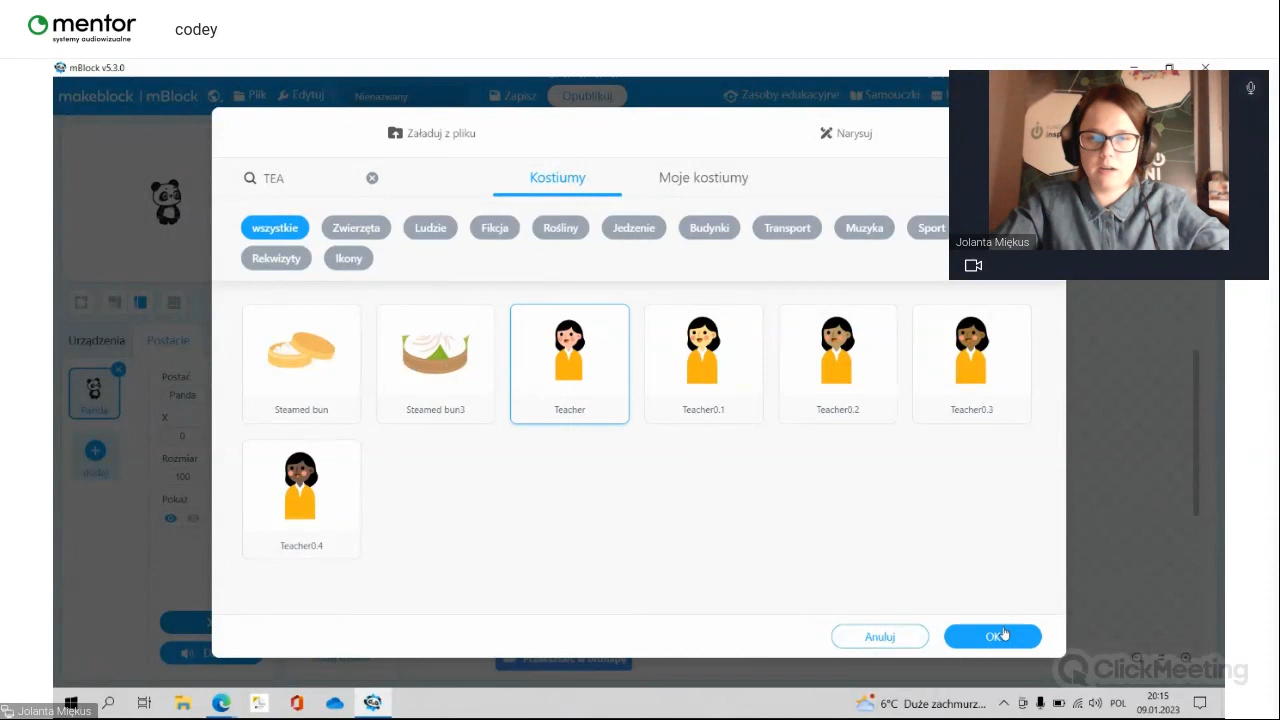 mentor
systemy audiowizualne
codey
mBlock v5.3.0
makeblock | mBlock
Plik
Edytuj
Nienazwany
Zapisz
Opublikuj
Zasoby edukacyjne
Samouczki
Załaduj z pliku
Narysuj
TEA
Kostiumy
Moje kostiumy
wszystkie
Zwierzęta
Ludzie
Fikcja
Rośliny
Jedzenie
Budynki
Transport
Muzyka
Sport
Rekwizyty
Ikony
Jolanta Miękus
Urządzenia
Postacie
Panda
dodaj
Postać
Panda
X
0
Rozmiar
100
Pokaż
Steamed bun
Steamed bun3
Teacher
Teacher0.1
Teacher0.2
Teacher0.3
Teacher0.4
Anuluj
OK
ClickMeeting
6°C Duże zachmurz...
POL
20:15
09.01.2023
Jolanta Miękus